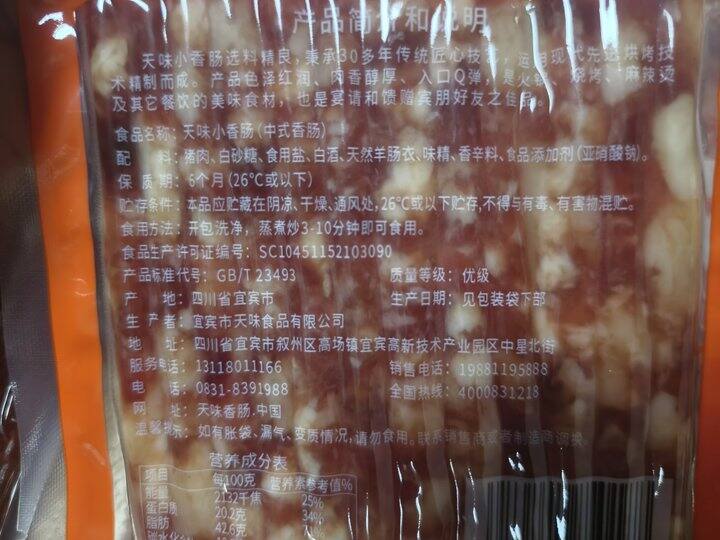 产品简介和说明
天味小香肠选料精良,秉承30多年传统匠心技艺,运用现代先进烘烤技
术精制而成。产品色泽红润、肉香醇厚、入口Q弹,是火锅、烧烤、麻辣烫
及其它餐饮的美味食材,也是宴请和馈赠宾朋好友之佳品。
食品名称:天味小香肠(中式香肠)
配 料:猪肉、白砂糖、食用盐、白酒、天然羊肠衣、味精、香辛料、食品添加剂(亚硝酸钠)。
保 质 期:6个月(26℃或以下)
贮存条件:本品应贮藏在阴凉、干燥、通风处,26℃或以下贮存,不得与有毒、有害物混贮。
食用方法:开包洗净,蒸煮炒3-10分钟即可食用。
食品生产许可证编号:SC10451152103090
产品标准代号:GB/T 23493 质量等级:优级
产 地:四川省宜宾市 生产日期:见包装袋下部
生 产 者:宜宾市天味食品有限公司
地 址:四川省宜宾市叙州区高场镇宜宾高新技术产业园区中星北街
服务电话:13118011166 销售电话:19881195888
电 话:0831-8391988 全国热线:4000831218
网 址:天味香肠.中国
温馨提示:如有胀袋、漏气、变质情况,请勿食用。联系销售商或者制造商调换
营养成分表
项目 每100克 营养素参考值%
能量 2132千焦 25%
蛋白质 20.2克 34%
脂肪 42.6克